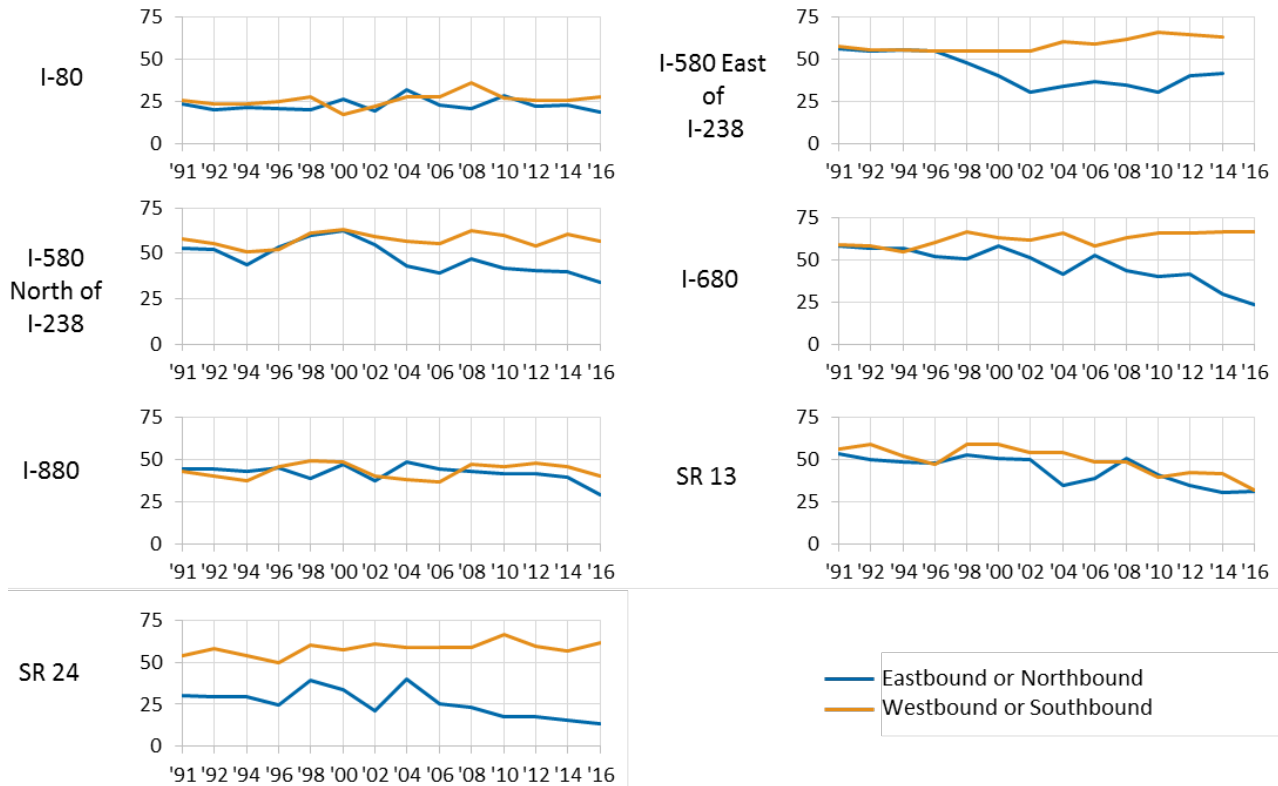 I-80
75
50
25
0
'91 '92 '94 '96 '98 '00 '02 '04 '06 '08 '10 '12 '14 '16
I-580 East
of
I-238
75
50
25
0
'91 '92 '94 '96 '98 '00 '02 '04 '06 '08 '10 '12 '14 '16
I-580
North of
I-238
75
50
25
0
'91 '92 '94 '96 '98 '00 '02 '04 '06 '08 '10 '12 '14 '16
I-680
75
50
25
0
'91 '92 '94 '96 '98 '00 '02 '04 '06 '08 '10 '12 '14 '16
I-880
75
50
25
0
'91 '92 '94 '96 '98 '00 '02 '04 '06 '08 '10 '12 '14 '16
SR 13
75
50
25
0
'91 '92 '94 '96 '98 '00 '02 '04 '06 '08 '10 '12 '14 '16
SR 24
75
50
25
0
'91 '92 '94 '96 '98 '00 '02 '04 '06 '08 '10 '12 '14 '16
Eastbound or Northbound
Westbound or Southbound